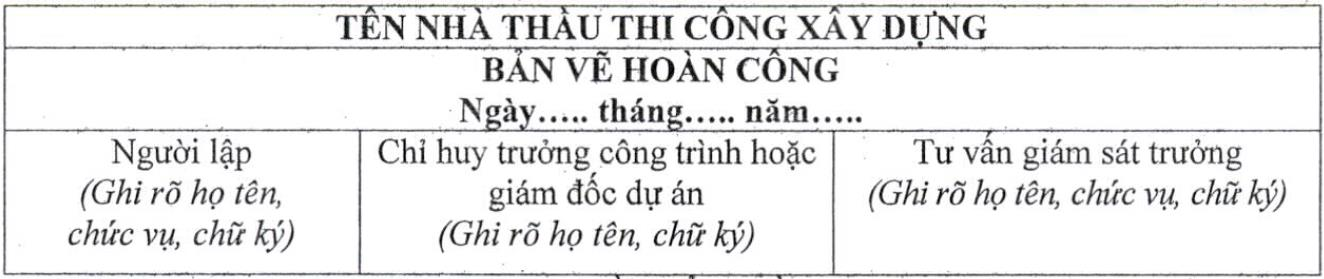 TÊN NHÀ THẦU THI CÔNG XÂY DỰNG
BẢN VẼ HOÀN CÔNG
Ngày..... tháng..... năm.....
Người lập
(Ghi rõ họ tên,
chức vụ, chữ ký)
Chỉ huy trưởng công trình hoặc
giám đốc dự án
(Ghi rõ họ tên, chữ ký)
Tư vấn giám sát trưởng
(Ghi rõ họ tên, chức vụ, chữ ký)